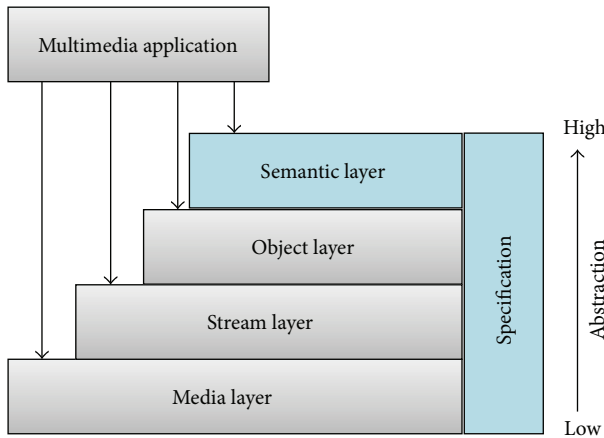 Multimedia application
High
Semantic layer
Object layer
Stream layer
Media layer
Specification
Abstraction
Low